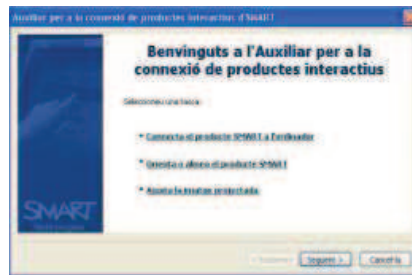 Auxiliar per a la connexió de productes interactius d'SMART
Benvinguts a l'Auxiliar per a la
connexió de productes interactius
Seleccioneu una tasca:
Connecta el producte SMART a l'ordinador
Orienta o alinea el producte SMART
Ajusta la imatge projectada
SMART
Següent > Cancel·la